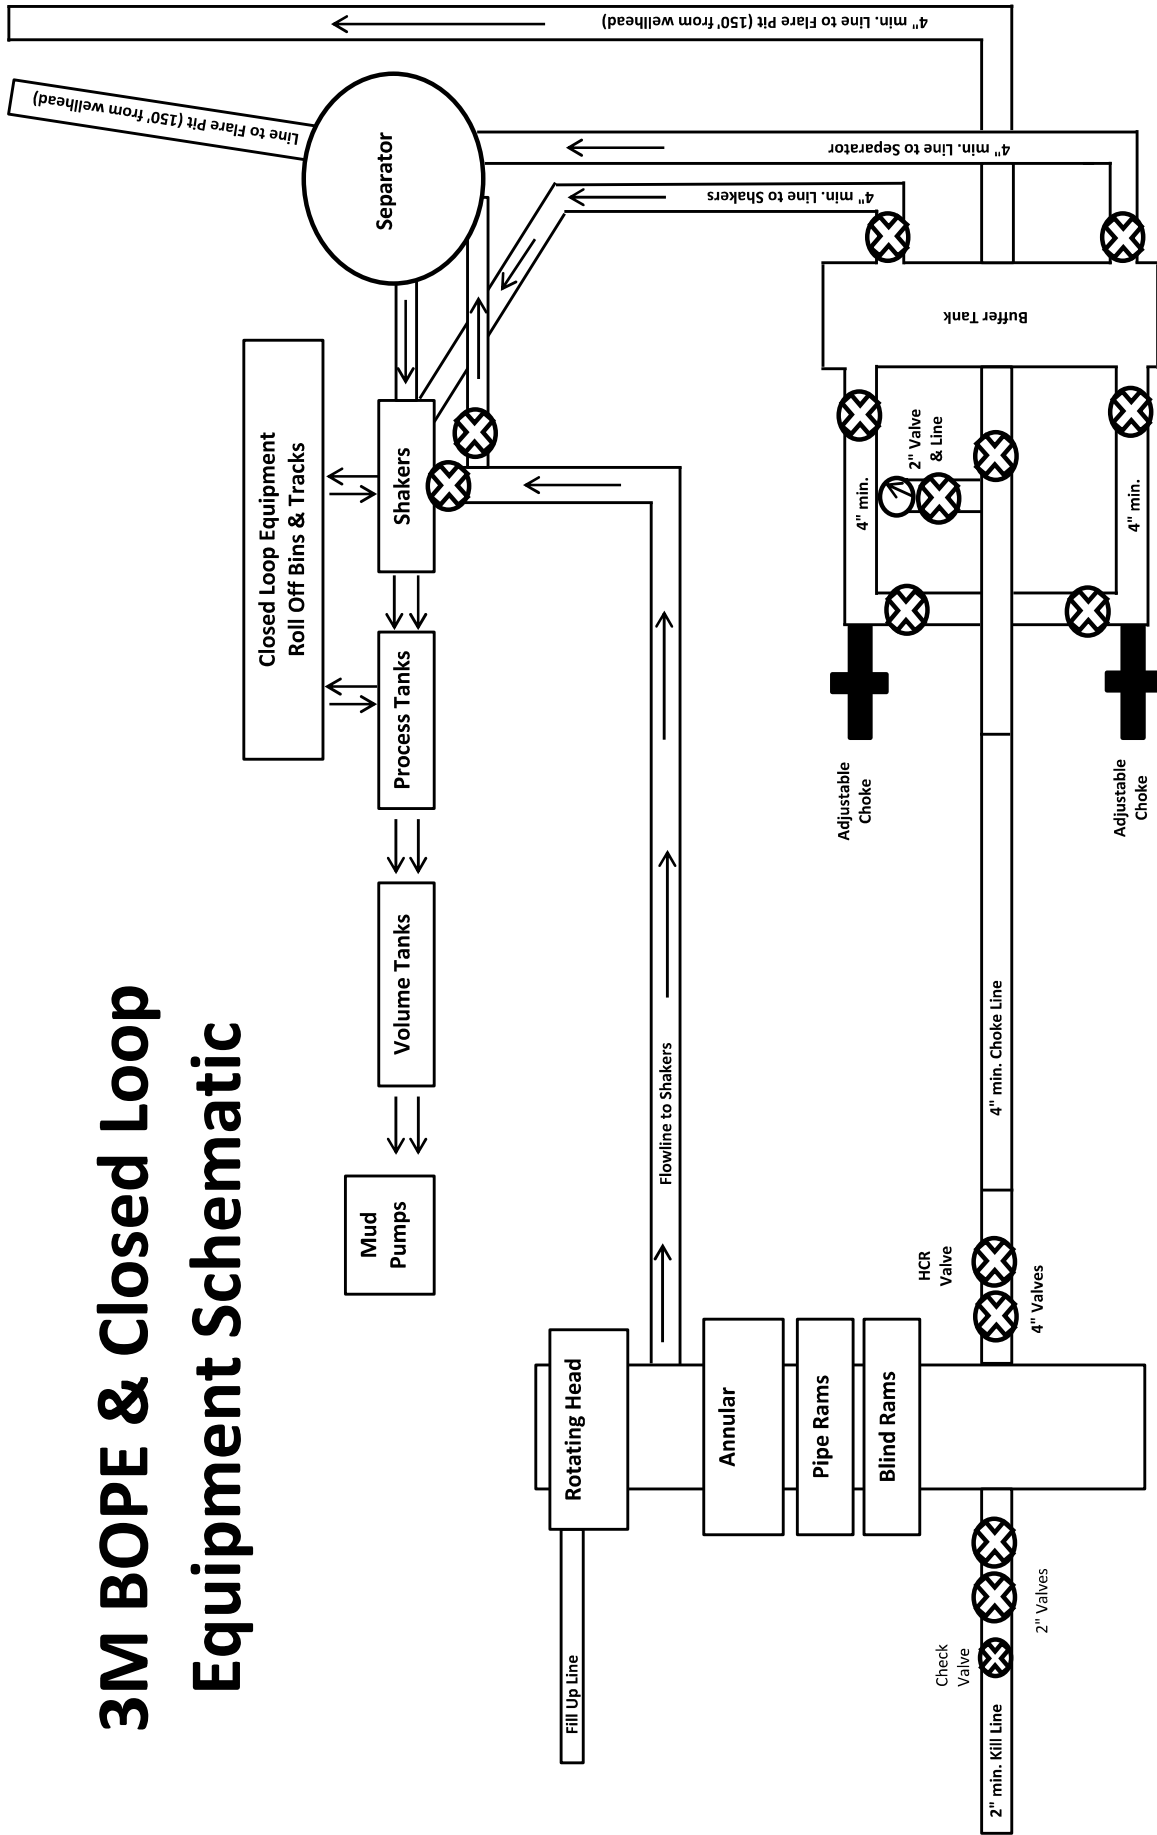 3M BOPE & Closed Loop
Equipment Schematic
Closed Loop Equipment
Roll Off Bins & Tracks
Mud
Pumps
Volume Tanks
Process Tanks
Shakers
Separator
Line to Flare Pit (150' from wellhead)
4" min. Line to Flare Pit (150' from wellhead)
4" min. Line to Separator
4" min. Line to Shakers
Fill Up Line
Rotating Head
Flowline to Shakers
Annular
Pipe Rams
Blind Rams
Adjustable
Choke
4" min.
2" Valve
& Line
Buffer Tank
HCR
Valve
4" min. Choke Line
4" Valves
Check
Valve
2" min. Kill Line
2" Valves
Adjustable
Choke
4" min.